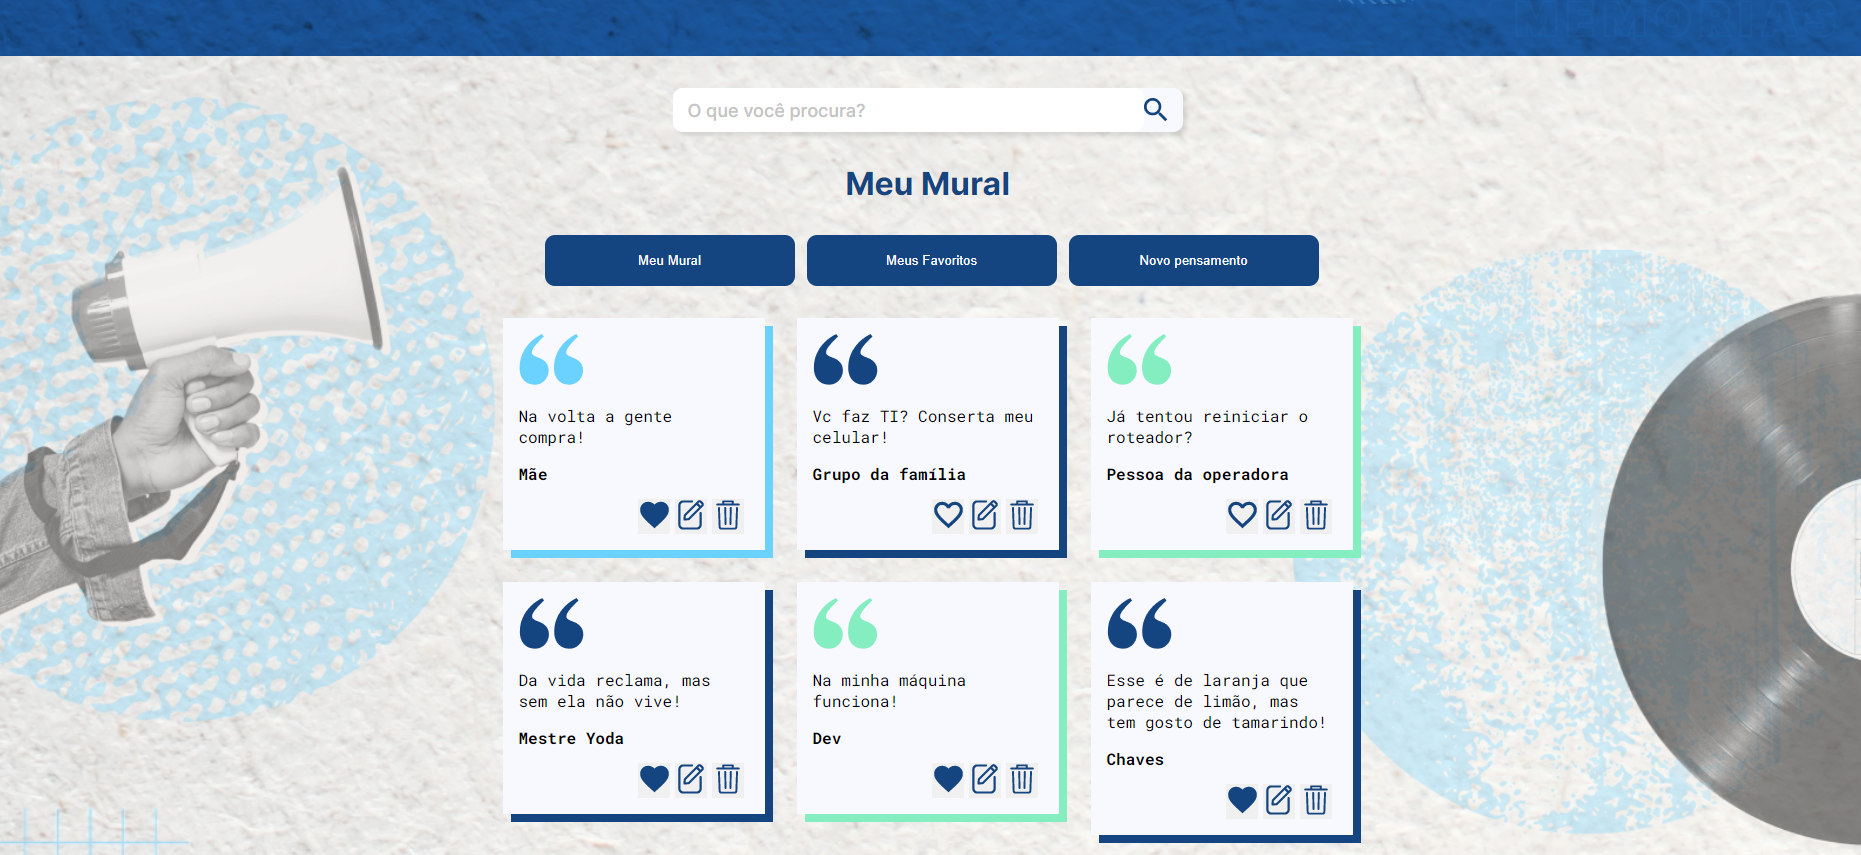 MEMÓRIAS
O que você procura?
Meu Mural
Meu Mural
Meus Favoritos
Novo pensamento
Na volta a gente
compra!
Mãe
Vc faz TI? Conserta meu
celular!
Grupo da família
Já tentou reiniciar o
roteador?
Pessoa da operadora
Da vida reclama, mas
sem ela não vive!
Mestre Yoda
Na minha máquina
funciona!
Dev
Esse é de laranja que
parece de limão, mas
tem gosto de tamarindo!
Chaves